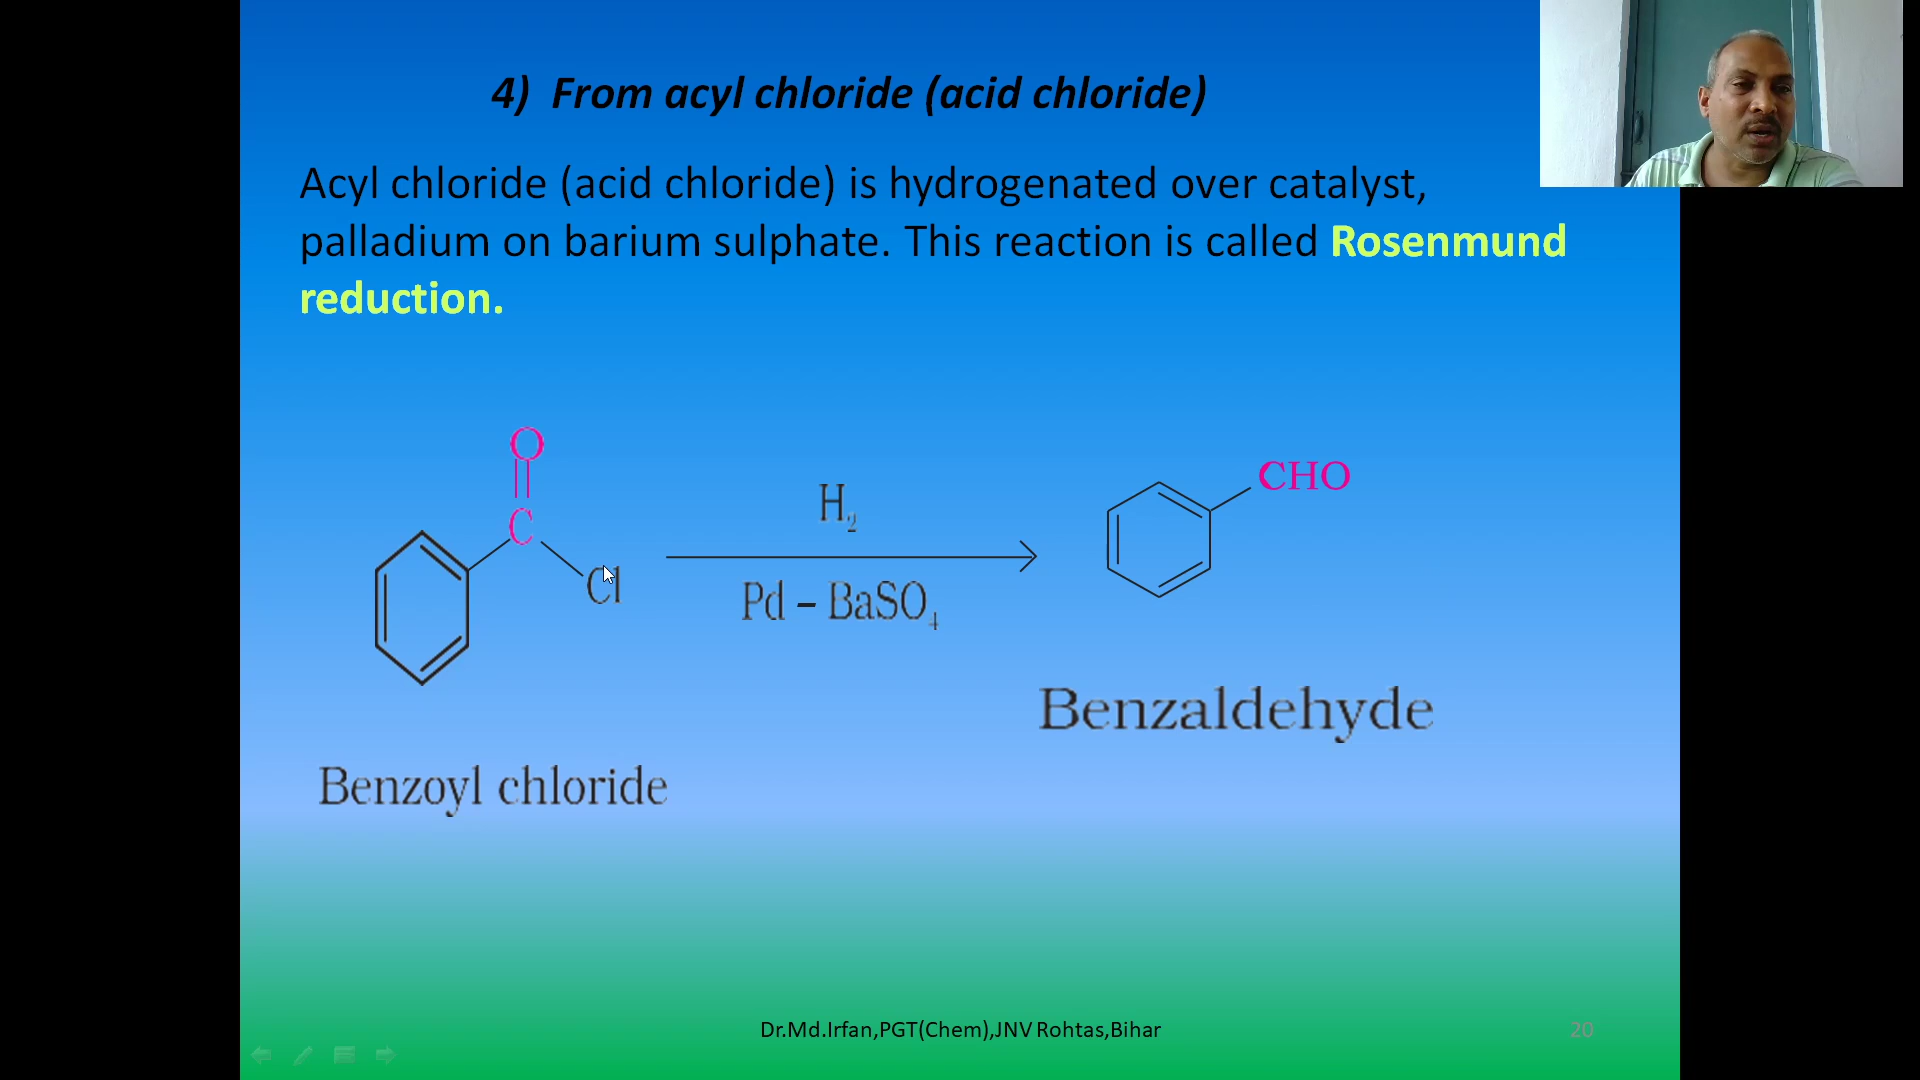 4) From acyl chloride (acid chloride)
Acyl chloride (acid chloride) is hydrogenated over catalyst,
palladium on barium sulphate. This reaction is called Rosenmund
reduction.
O
C
Cl
H₂
Pd – BaSO₄
CHO
Benzaldehyde
Benzoyl chloride
Dr.Md.Irfan,PGT(Chem),JNV Rohtas,Bihar
20